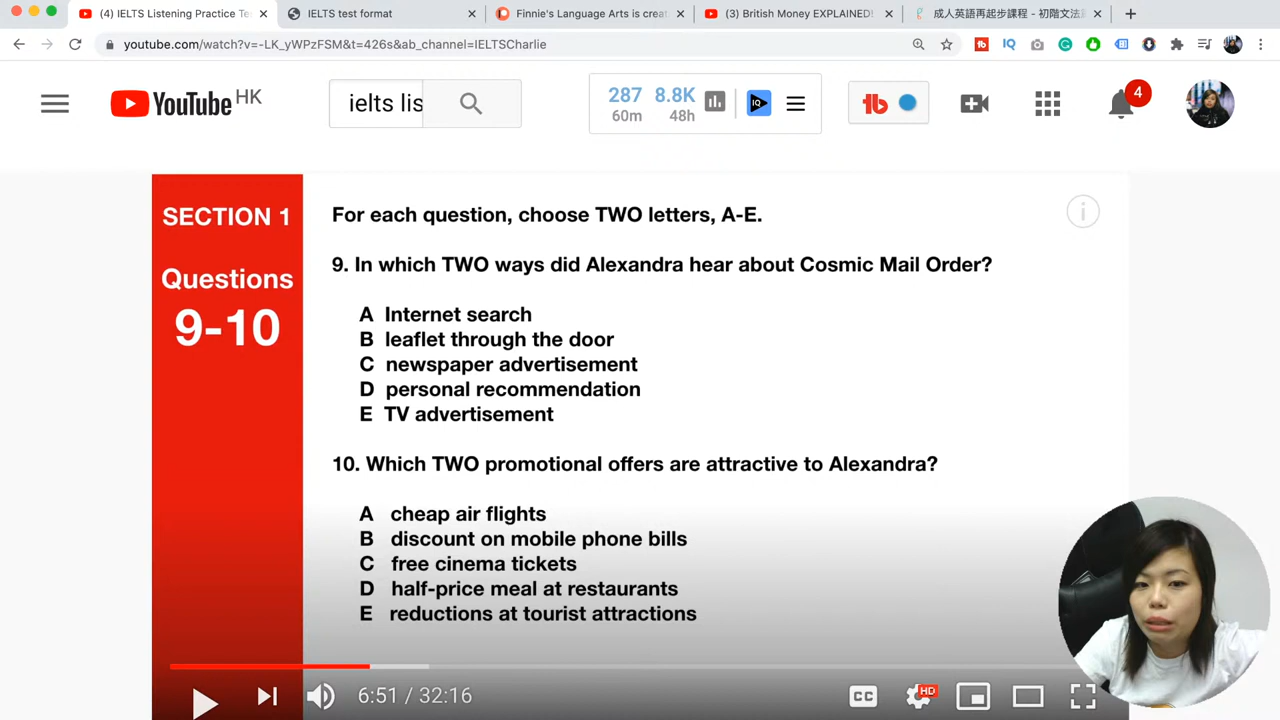 (4) IELTS Listening Practice Te
IELTS test format
Finnie's Language Arts is creat
(3) British Money EXPLAINED!
成人英語再起步課程 - 初階文法
youtube.com/watch?v=-LK_yWPzFSM&t=426s&ab_channel=IELTSCharlie
YouTube HK
ielts lis
287 60m
8.8K 48h
IQ
4
SECTION 1
Questions
9-10
For each question, choose TWO letters, A-E.
9. In which TWO ways did Alexandra hear about Cosmic Mail Order?
A Internet search
B leaflet through the door
C newspaper advertisement
D personal recommendation
E TV advertisement
10. Which TWO promotional offers are attractive to Alexandra?
A cheap air flights
B discount on mobile phone bills
C free cinema tickets
D half-price meal at restaurants
E reductions at tourist attractions
6:51 / 32:16
CC
HD